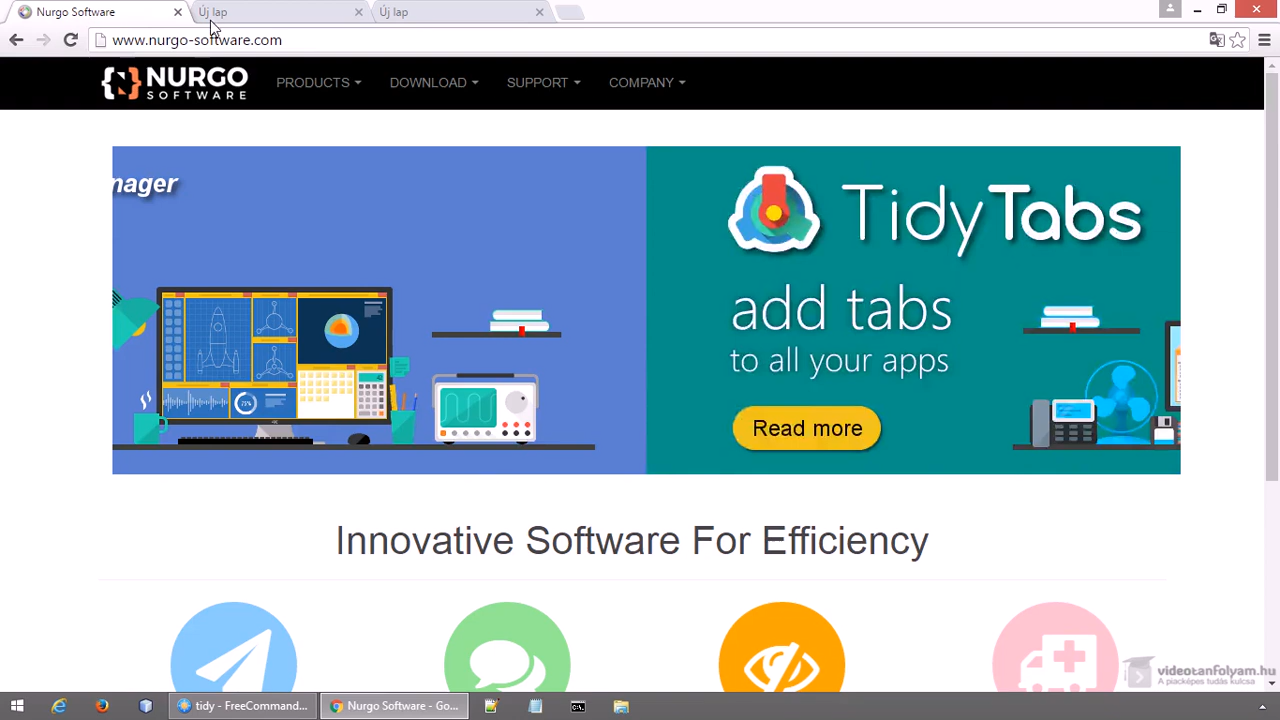 Nurgo Software
Új lap
Új lap
www.nurgo-software.com
NURGO
SOFTWARE
PRODUCTS
DOWNLOAD
SUPPORT
COMPANY
nager
TidyTabs
add tabs
to all your apps
Read more
Innovative Software For Efficiency
videotanfolyam.hu
A piacképes tudás kulcsa
tidy - FreeCommand...
Nurgo Software - Go...